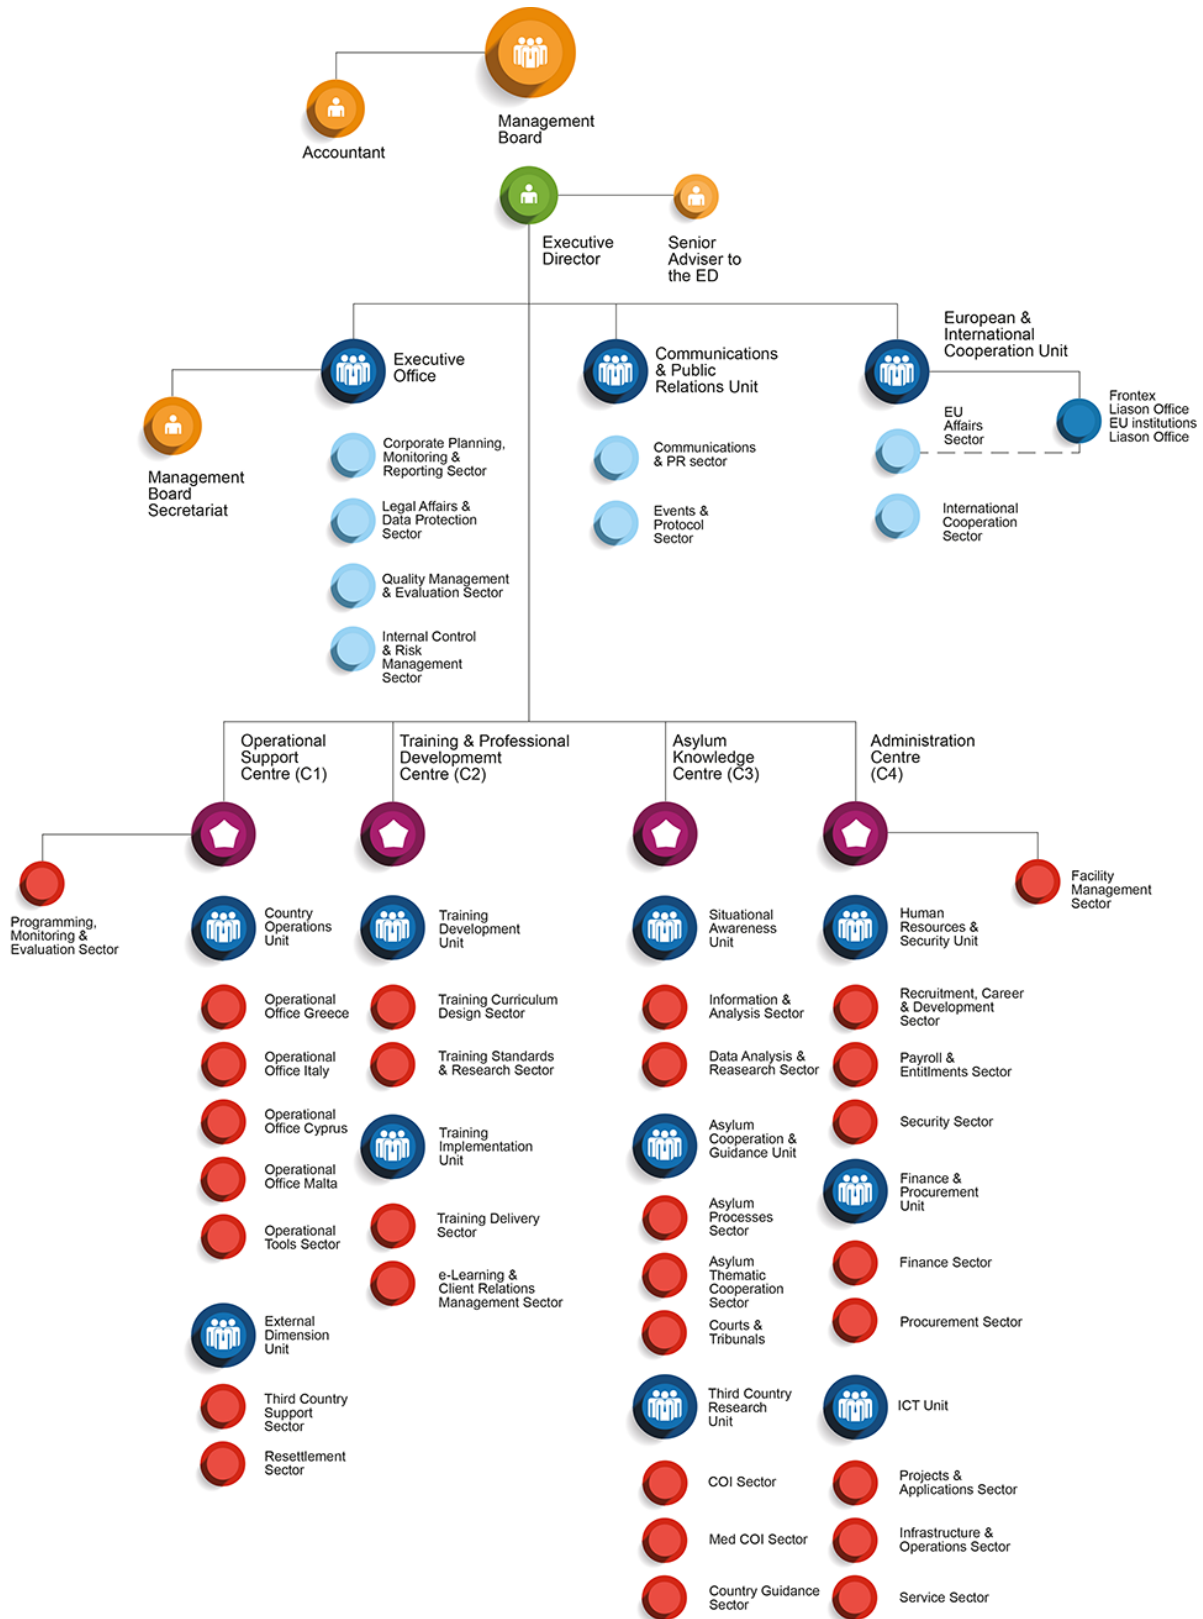 Management
Board
Accountant
Executive
Director
Senior
Adviser to
the ED
Executive
Office
Communications
& Public
Relations Unit
European &
International
Cooperation Unit
Management
Board
Secretariat
Corporate Planning,
Monitoring &
Reporting Sector
Legal Affairs &
Data Protection
Sector
Quality Management
& Evaluation Sector
Internal Control
& Risk
Management
Sector
Communications
& PR sector
Events &
Protocol
Sector
EU
Affairs
Sector
Frontex
Liason Office
EU institutions
Liason Office
International
Cooperation
Sector
Operational
Support
Centre (C1)
Training & Professional
Developmemt
Centre (C2)
Asylum
Knowledge
Centre (C3)
Administration
Centre
(C4)
Programming,
Monitoring &
Evaluation Sector
Facility
Management
Sector
Country
Operations
Unit
Operational
Office Greece
Operational
Office Italy
Operational
Office Cyprus
Operational
Office Malta
Operational
Tools Sector
External
Dimension
Unit
Third Country
Support
Sector
Resettlement
Sector
Training
Development
Unit
Training Curriculum
Design Sector
Training Standards
& Research Sector
Training
Implementation
Unit
Training Delivery
Sector
e-Learning &
Client Relations
Management Sector
Situational
Awareness
Unit
Information &
Analysis Sector
Data Analysis &
Reasearch Sector
Asylum
Cooperation &
Guidance Unit
Asylum
Processes
Sector
Asylum
Thematic
Cooperation
Sector
Courts &
Tribunals
Third Country
Research
Unit
COI Sector
Med COI Sector
Country Guidance
Sector
Human
Resources &
Security Unit
Recruitment, Career
& Development
Sector
Payroll &
Entitlments Sector
Security Sector
Finance &
Procurement
Unit
Finance Sector
Procurement Sector
ICT Unit
Projects &
Applications Sector
Infrastructure &
Operations Sector
Service Sector